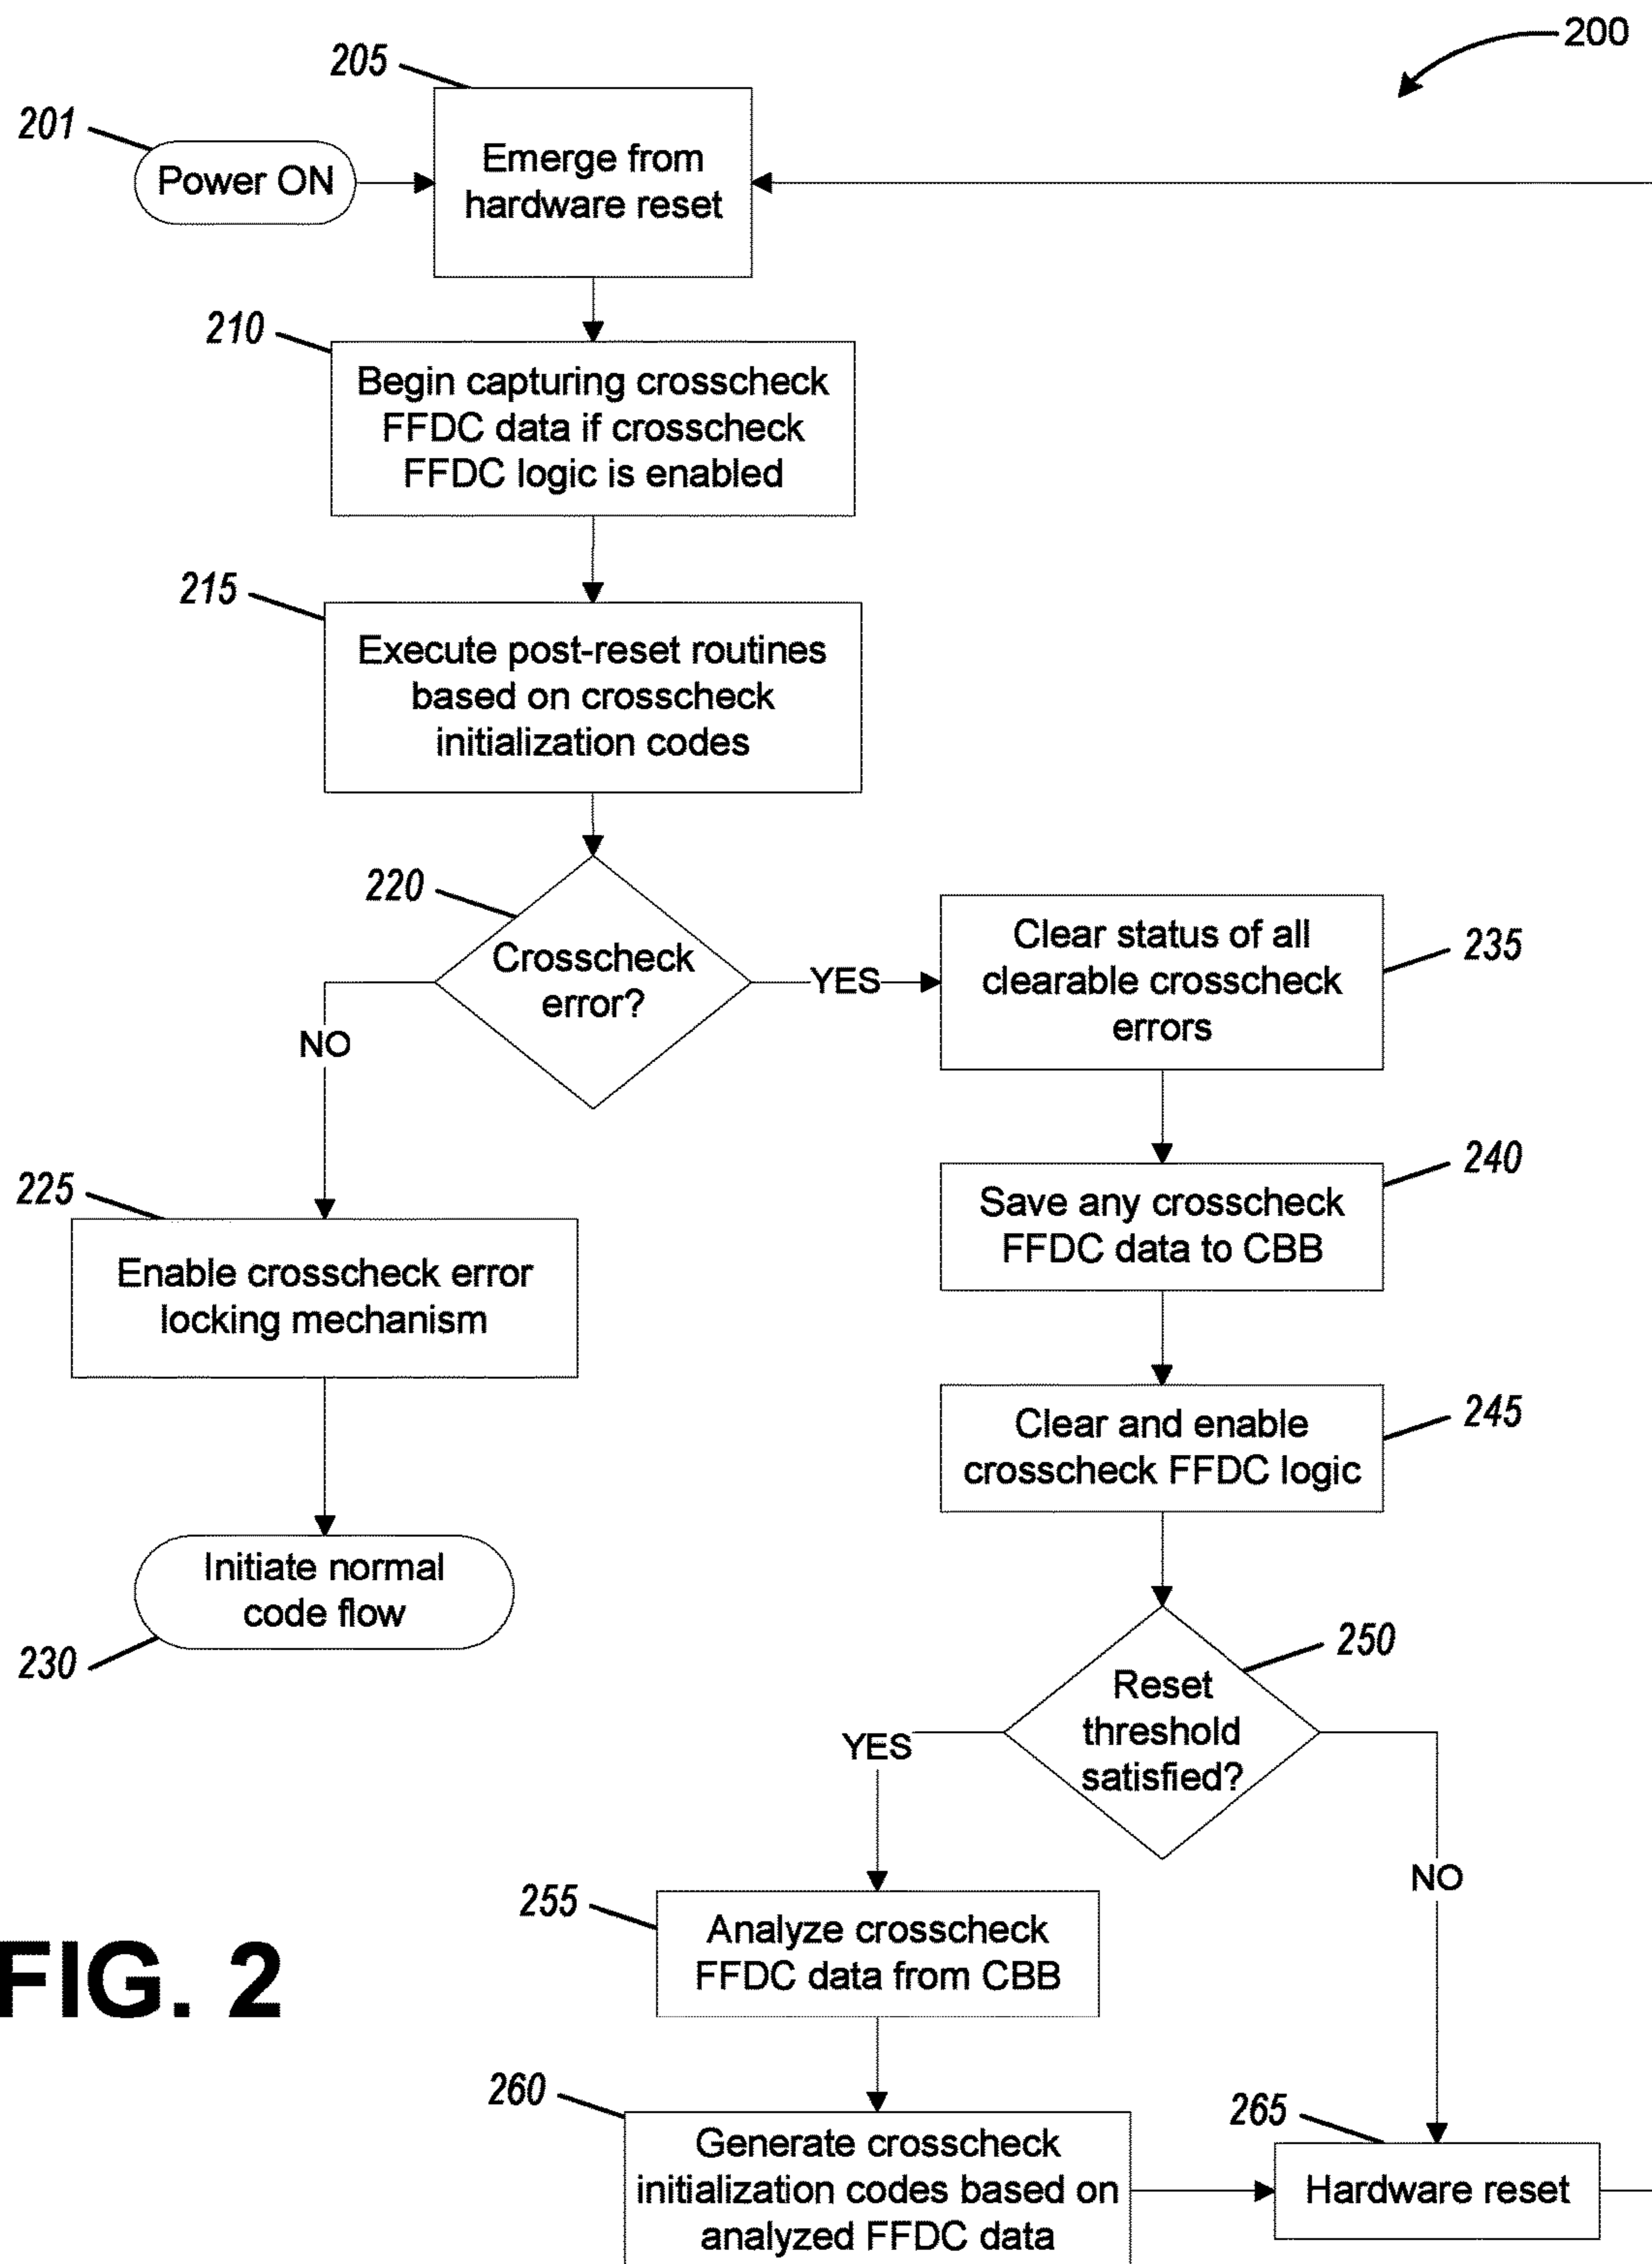 200
205
201
Power ON
Emerge from
hardware reset
210
Begin capturing crosscheck
FFDC data if crosscheck
FFDC logic is enabled
215
Execute post-reset routines
based on crosscheck
initialization codes
220
Crosscheck
error?
YES
NO
Clear status of all
clearable crosscheck
errors
235
Save any crosscheck
FFDC data to CBB
240
225
Enable crosscheck error
locking mechanism
Clear and enable
crosscheck FFDC logic
245
Initiate normal
code flow
230
Reset
threshold
satisfied?
250
YES
NO
255
Analyze crosscheck
FFDC data from CBB
FIG. 2
260
Generate crosscheck
initialization codes based on
analyzed FFDC data
265
Hardware reset